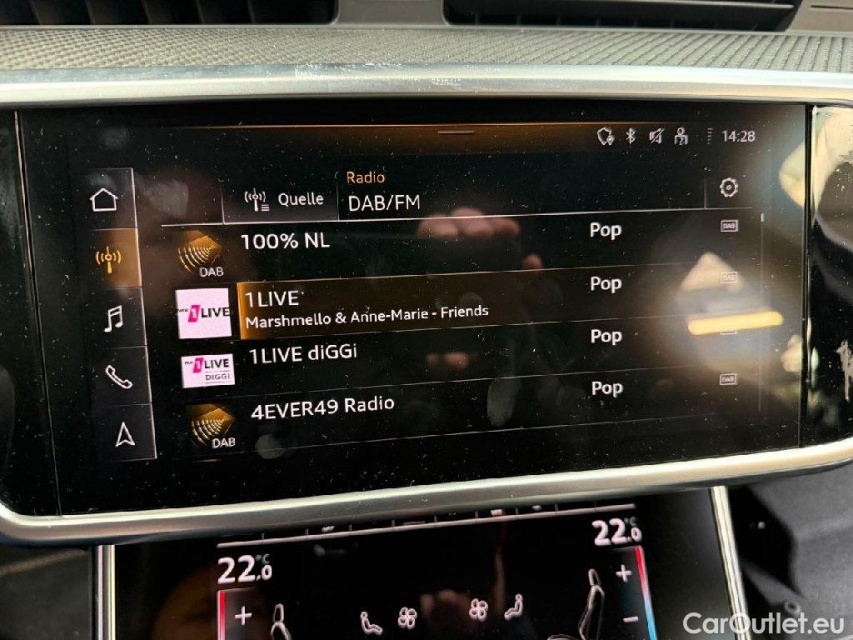 14:28
Radio
Quelle
DAB/FM
100% NL
Pop
DAB
DAB
1LIVE
Pop
1LIVE
Marshmello & Anne-Marie - Friends
1LIVE diGGi
Pop
1LIVE
DIGGI
4EVER49 Radio
Pop
DAB
DAB
22.0 °C
22.0 °C
+
+
−
CarOutlet.eu